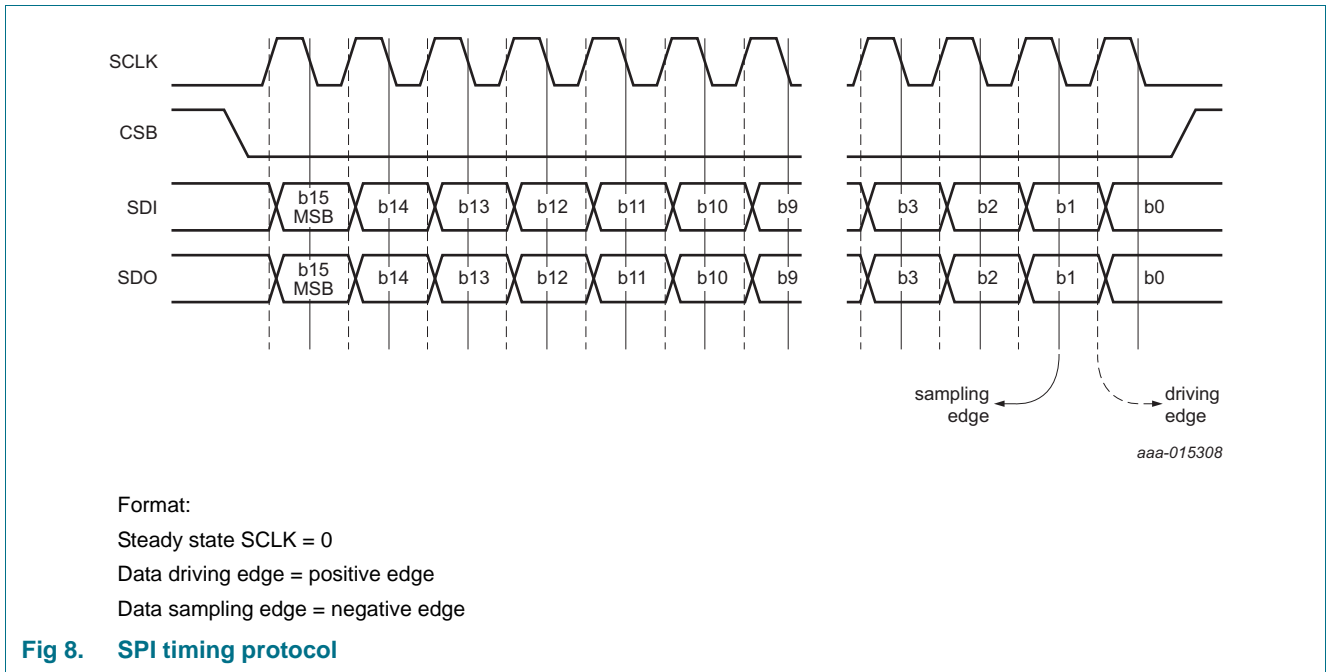 SCLK
CSB
SDI
b15
MSB
b14
b13
b12
b11
b10
b9
b3
b2
b1
b0
SDO
b15
MSB
b14
b13
b12
b11
b10
b9
b3
b2
b1
b0
sampling
edge
driving
edge
aaa-015308
Format:
Steady state SCLK = 0
Data driving edge = positive edge
Data sampling edge = negative edge
Fig 8. SPI timing protocol